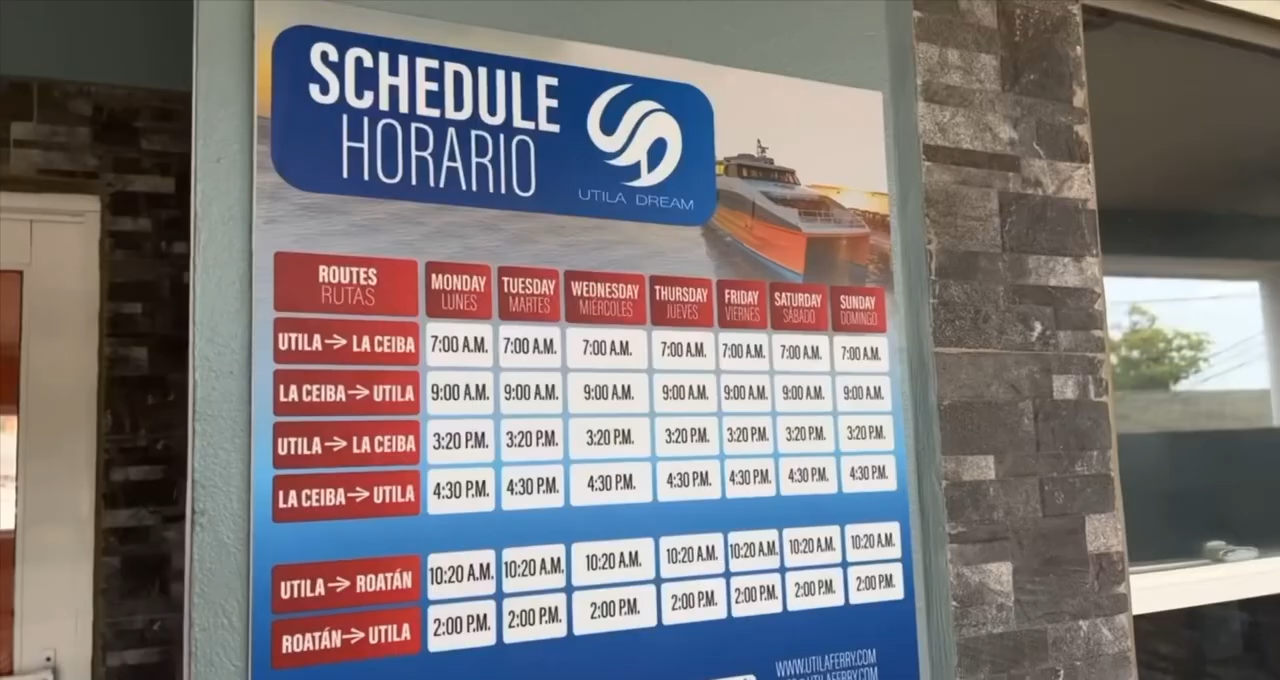 SCHEDULE
HORARIO
UTILA DREAM
ROUTES MONDAY TUESDAY WEDNESDAY THURSDAY FRIDAY SATURDAY SUNDAY
RUTAS LUNES MARTES MIÉRCOLES JUEVES VIERNES SÁBADO DOMINGO
UTILA → LA CEIBA 7:00 A.M. 7:00 A.M. 7:00 A.M. 7:00 A.M. 7:00 A.M. 7:00 A.M. 7:00 A.M.
LA CEIBA → UTILA 9:00 A.M. 9:00 A.M. 9:00 A.M. 9:00 A.M. 9:00 A.M. 9:00 A.M. 9:00 A.M.
UTILA → LA CEIBA 3:20 P.M. 3:20 P.M. 3:20 P.M. 3:20 P.M. 3:20 P.M. 3:20 P.M. 3:20 P.M.
LA CEIBA → UTILA 4:30 P.M. 4:30 P.M. 4:30 P.M. 4:30 P.M. 4:30 P.M. 4:30 P.M. 4:30 P.M.
UTILA → ROATÁN 10:20 A.M. 10:20 A.M. 10:20 A.M. 10:20 A.M. 10:20 A.M. 10:20 A.M. 10:20 A.M.
ROATÁN → UTILA 2:00 P.M. 2:00 P.M. 2:00 P.M. 2:00 P.M. 2:00 P.M. 2:00 P.M. 2:00 P.M.
WWW.UTILAFERRY.COM